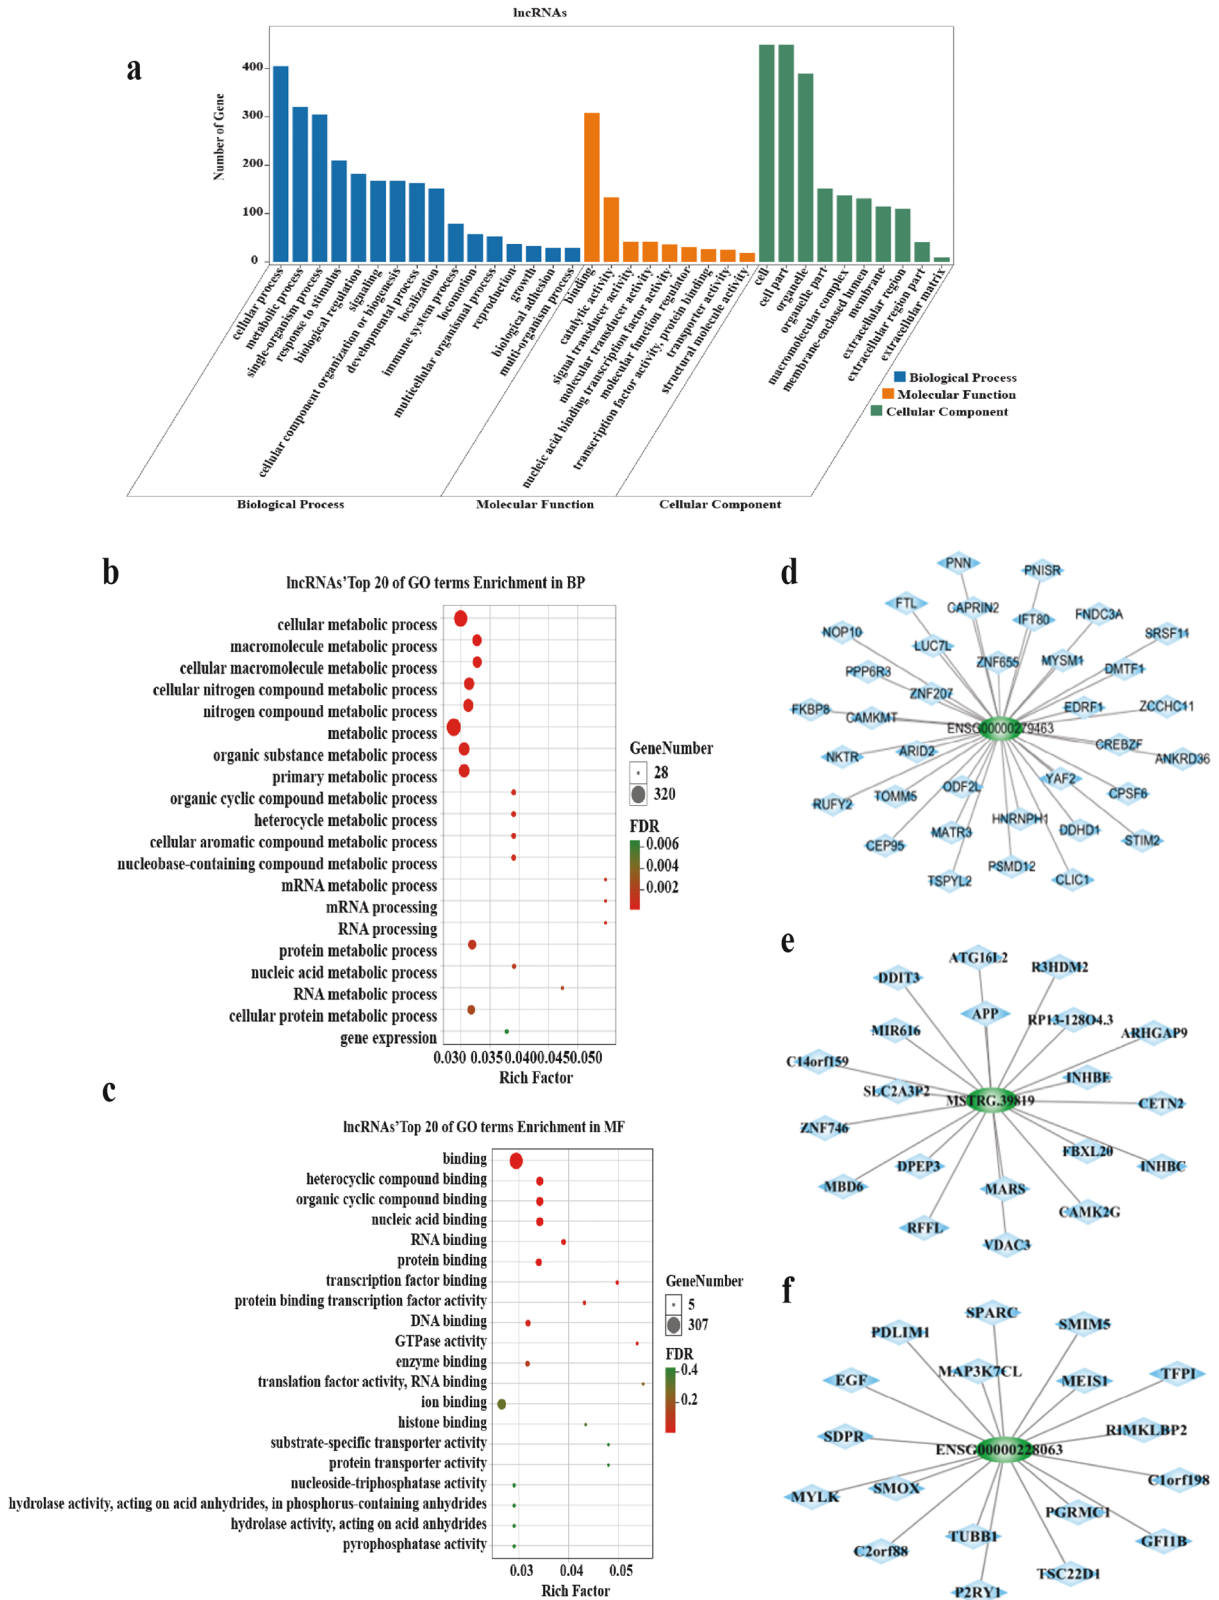 lncRNAs
a
Number of Gene
400
300
200
100
0
cellular process
metabolic process
single-organism process
response to stimulus
biological regulation
signaling
cellular component organization or biogenesis
developmental process
localization
immune system process
locomotion
multicellular organismal process
reproduction
growth
biological adhesion
multi-organism process
binding
catalytic activity
signal transducer activity
molecular transducer activity
nucleic acid binding transcription factor activity
molecular function regulator
transcription factor activity, protein binding
transporter activity
structural molecule activity
cell
cell part
organelle
organelle part
macromolecular complex
membrane-enclosed lumen
membrane
extracellular region
extracellular region part
extracellular matrix
Biological Process
Molecular Function
Cellular Component
Biological Process
Molecular Function
Cellular Component
b
lncRNAs'Top 20 of GO terms Enrichment in BP
cellular metabolic process
macromolecule metabolic process
cellular macromolecule metabolic process
cellular nitrogen compound metabolic process
nitrogen compound metabolic process
metabolic process
organic substance metabolic process
primary metabolic process
organic cyclic compound metabolic process
heterocycle metabolic process
cellular aromatic compound metabolic process
nucleobase-containing compound metabolic process
mRNA metabolic process
mRNA processing
RNA processing
protein metabolic process
nucleic acid metabolic process
RNA metabolic process
cellular protein metabolic process
gene expression
0.030 0.035 0.040 0.045 0.050
Rich Factor
GeneNumber
28
320
FDR
0.006
0.004
0.002
c
lncRNAs'Top 20 of GO terms Enrichment in MF
binding
heterocyclic compound binding
organic cyclic compound binding
nucleic acid binding
RNA binding
protein binding
transcription factor binding
protein binding transcription factor activity
DNA binding
GTPase activity
enzyme binding
translation factor activity, RNA binding
ion binding
histone binding
substrate-specific transporter activity
protein transporter activity
nucleoside-triphosphatase activity
hydrolase activity, acting on acid anhydrides, in phosphorus-containing anhydrides
hydrolase activity, acting on acid anhydrides
pyrophosphatase activity
0.03 0.04 0.05
Rich Factor
GeneNumber
5
307
FDR
0.4
0.2
d
PNN
PNISR
FTL
CAPRIN2
IFT80
FNDC3A
NOP10
LUC7L
SRSF11
ZNF655
MYSM1
DMTF1
PPP6R3
ZNF207
FKBP8
CAMKMT
EDRF1
ZCCHC11
ENSG00000279463
CREBZF
NKTR
ARID2
ANKRD36
YAF2
ODF2L
CPSF6
RUFY2
TOMM5
HNRNPH1
DDHD1
MATR3
STIM2
CEP95
PSMD12
TSPYL2
CLIC1
e
ATG16L2
R3HDM2
DDIT3
APP
RP13-128O4.3
MIR616
ARHGAP9
C14orf159
INHBE
SLC2A3P2
MSTRG.39819
CETN2
ZNF746
FBXL20
DPEP3
INHBC
MBD6
MARS
CAMK2G
RFFL
VDAC3
f
SPARC
PDLIM1
SMIM5
MAP3K7CL
EGF
MEIS1
TFPI
SDPR
RIMKLBP2
ENSG00000228063
C1orf198
SMOX
MYLK
PGRMC1
TUBB1
GFI1B
C2orf88
TSC22D1
P2RY1